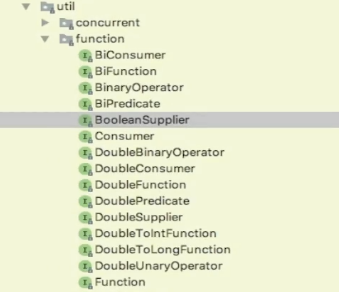 util
concurrent
function
BiConsumer
BiFunction
BinaryOperator
BiPredicate
BooleanSupplier
Consumer
DoubleBinaryOperator
DoubleConsumer
DoubleFunction
DoublePredicate
DoubleSupplier
DoubleToIntFunction
DoubleToLongFunction
DoubleUnaryOperator
Function